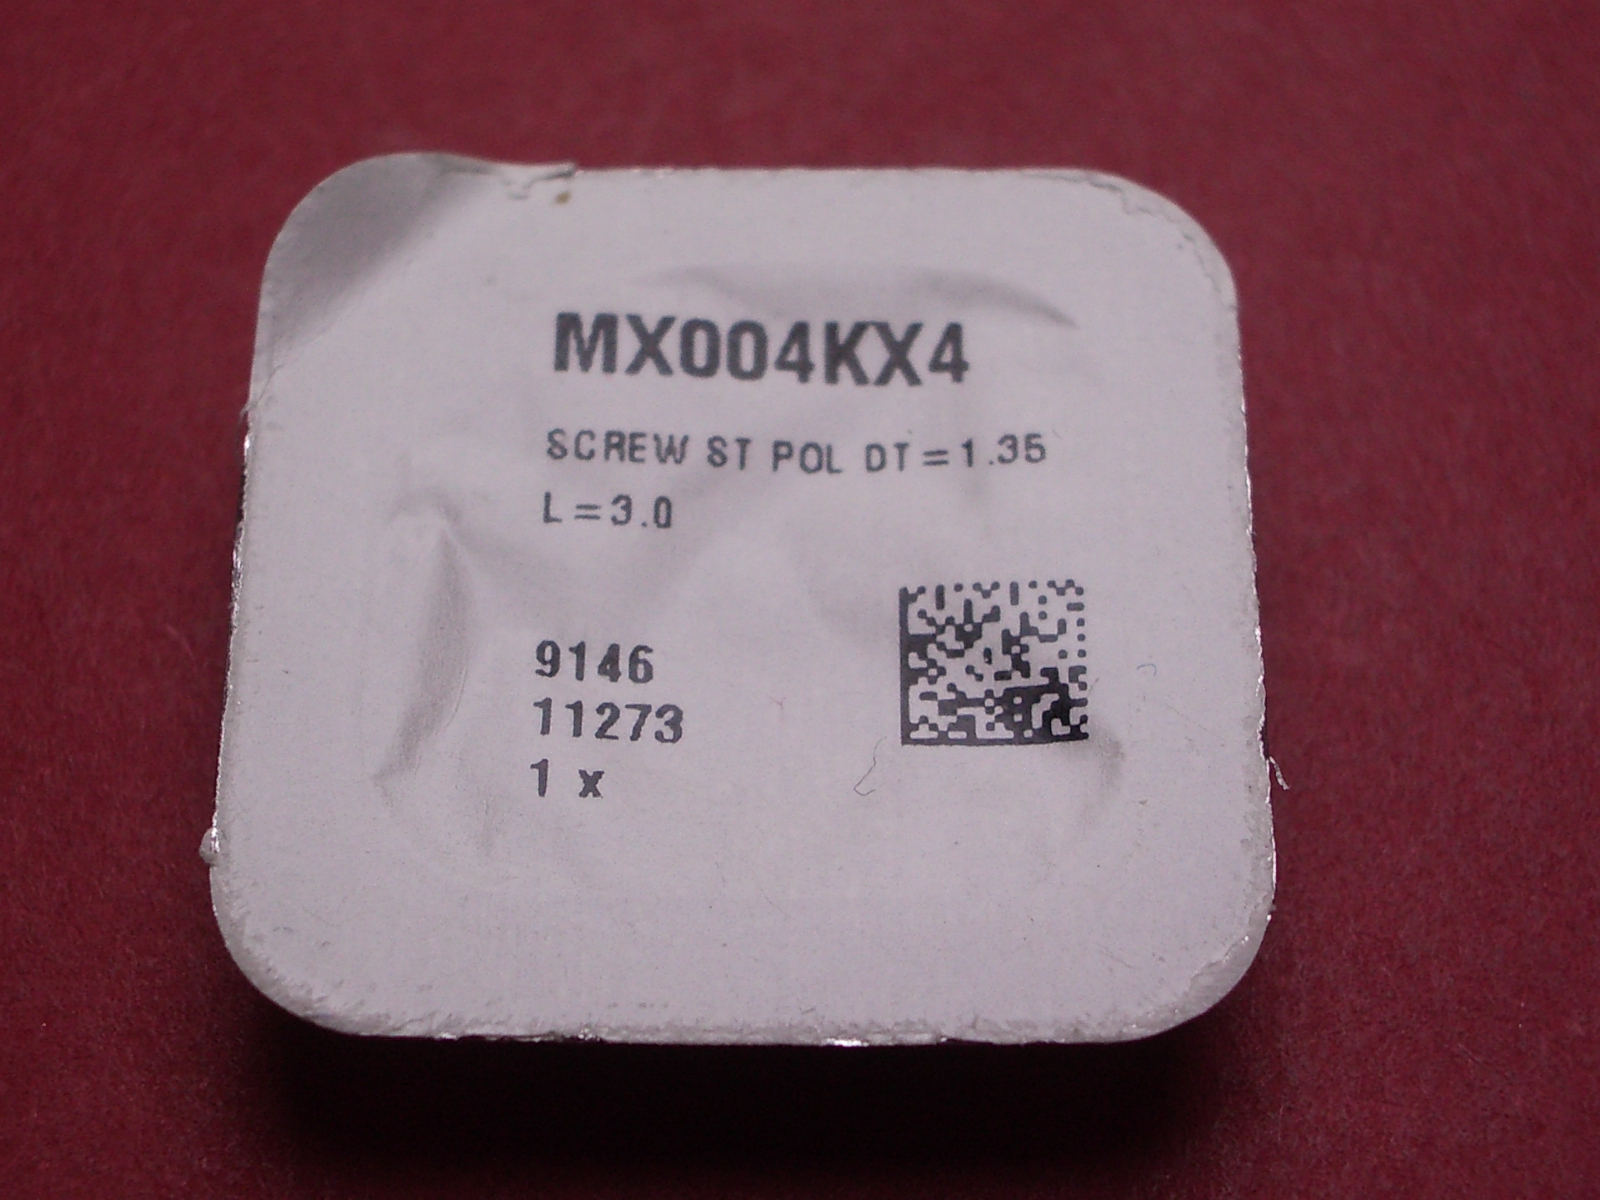 MX004KX4
SCREW ST POL DT=1.35
L=3.0
9146
11273
1 x